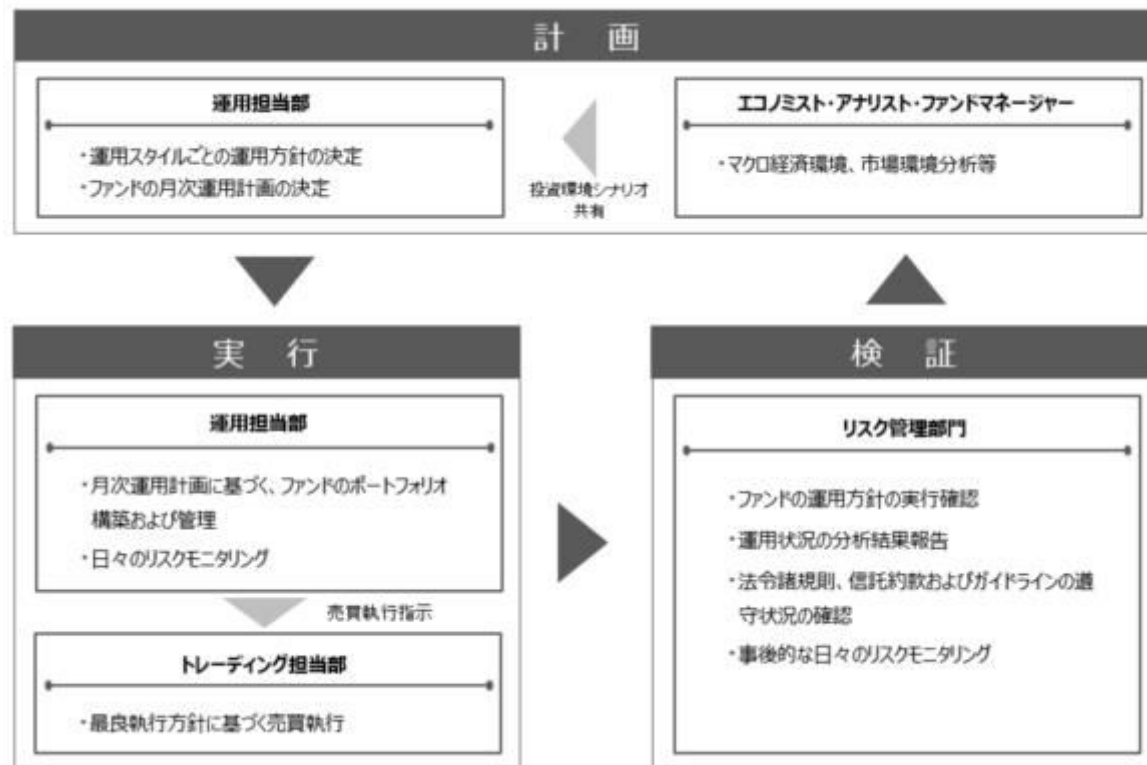 計 画
運用担当部
・運用スタイルごとの運用方針の決定
・ファンドの月次運用計画の決定
投資環境シナリオ
共有
エコノミスト・アナリスト・ファンドマネージャー
・マクロ経済環境、市場環境分析等
実 行
運用担当部
・月次運用計画に基づく、ファンドのポートフォリオ
構築および管理
・日々のリスクモニタリング
売買執行指示
トレーディング担当部
・最良執行方針に基づく売買執行
検 証
リスク管理部門
・ファンドの運用方針の実行確認
・運用状況の分析結果報告
・法令諸規則、信託約款およびガイドラインの遵
守状況の確認
・事後的な日々のリスクモニタリング